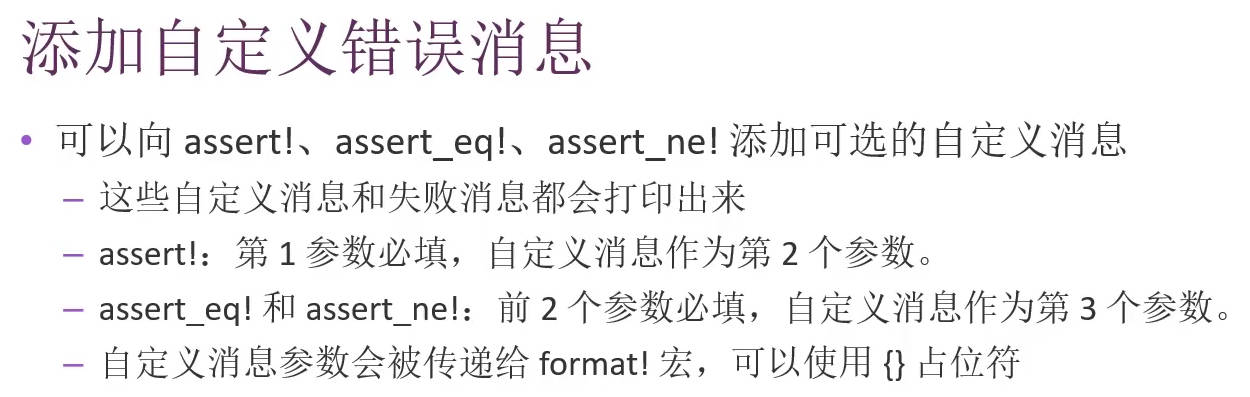 添加自定义错误消息
• 可以向 assert!、assert_eq!、assert_ne! 添加可选的自定义消息
– 这些自定义消息和失败消息都会打印出来
– assert!：第 1 参数必填，自定义消息作为第 2 个参数。
– assert_eq! 和 assert_ne!：前 2 个参数必填，自定义消息作为第 3 个参数。
– 自定义消息参数会被传递给 format! 宏，可以使用 {} 占位符